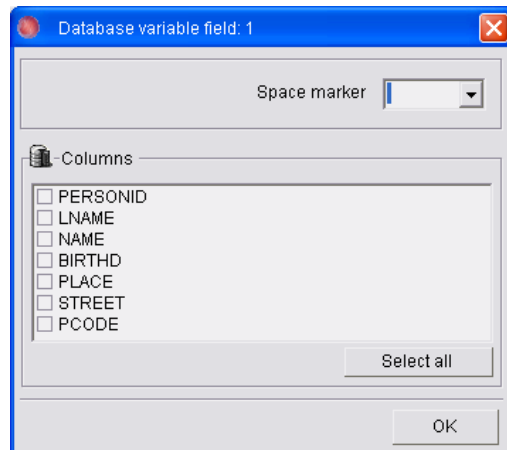 Database variable field: 1
Space marker
Columns
PERSONID
LNAME
NAME
BIRTHD
PLACE
STREET
PCODE
Select all
OK